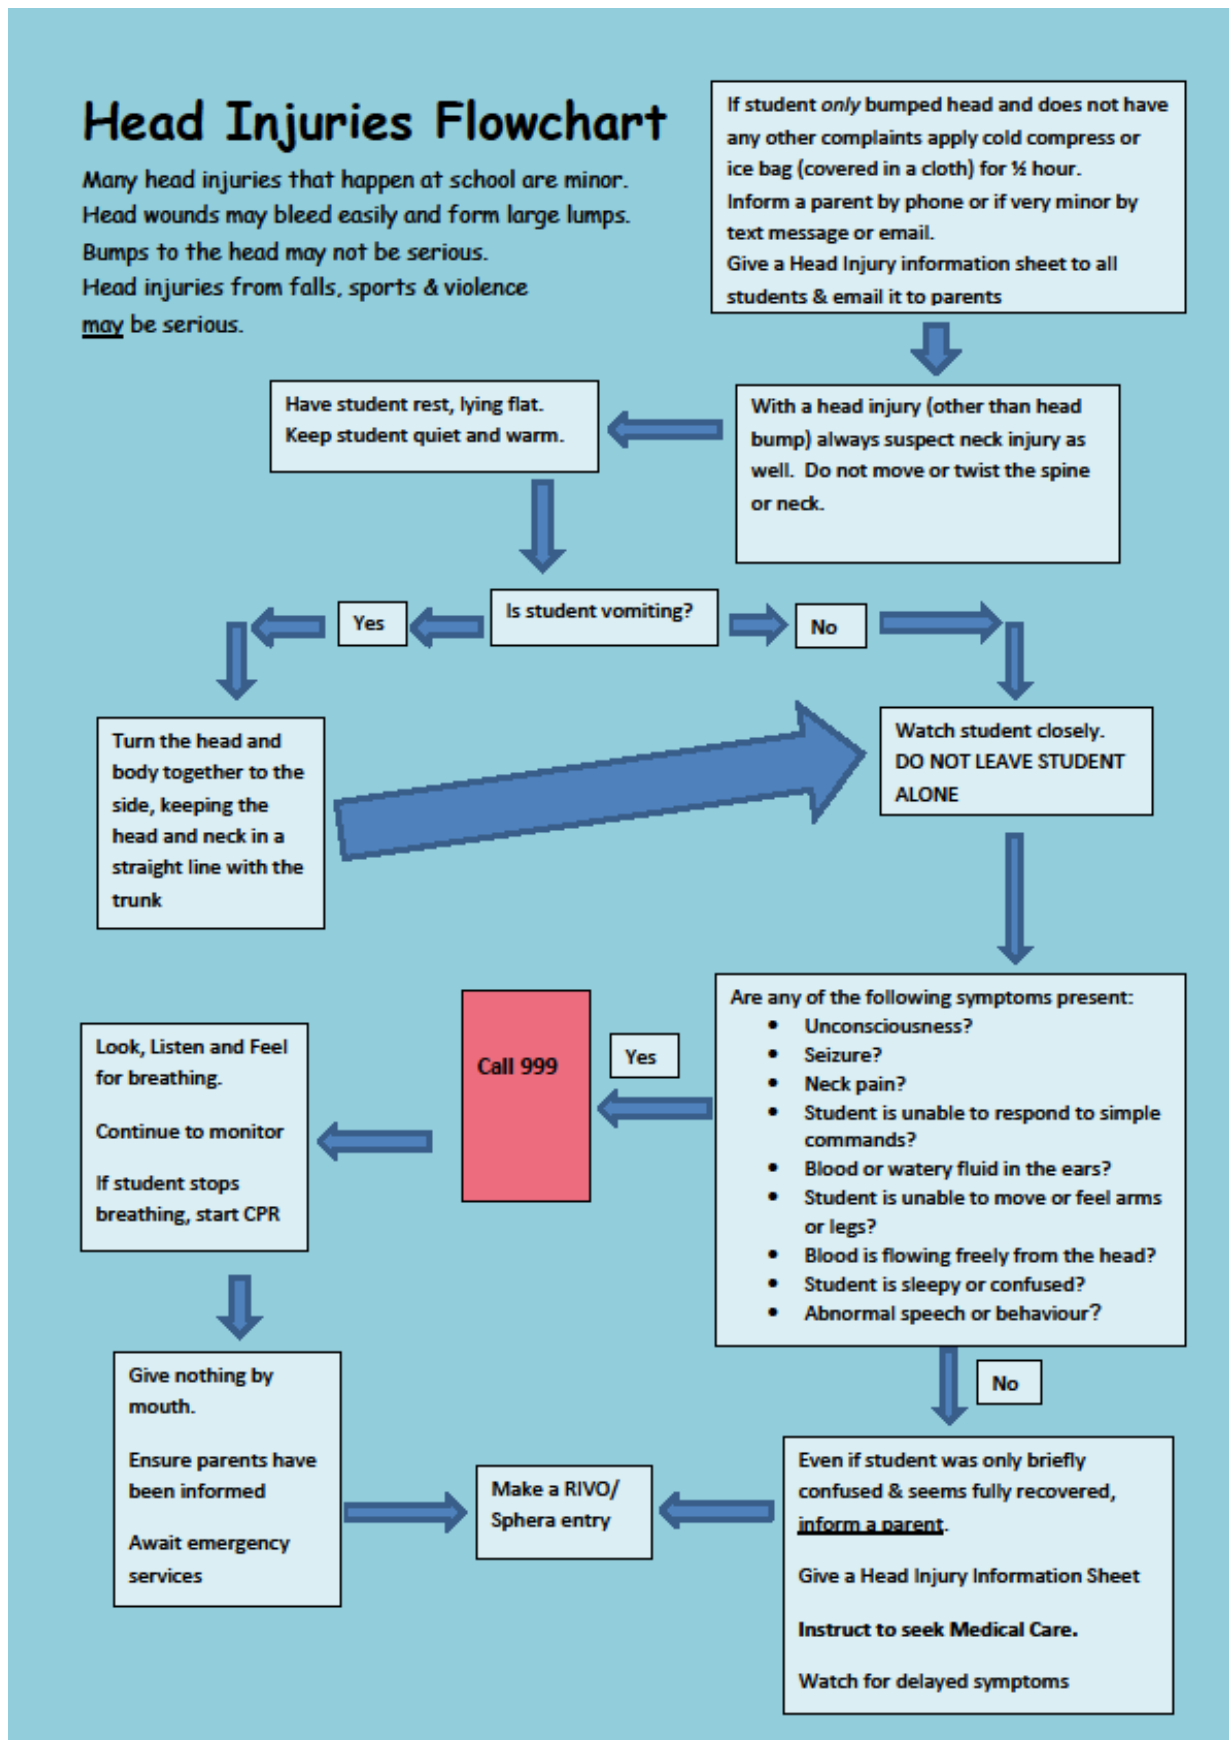 Head Injuries Flowchart
Many head injuries that happen at school are minor.
Head wounds may bleed easily and form large lumps.
Bumps to the head may not be serious.
Head injuries from falls, sports & violence
may be serious.
If student only bumped head and does not have
any other complaints apply cold compress or
ice bag (covered in a cloth) for ½ hour.
Inform a parent by phone or if very minor by
text message or email.
Give a Head Injury information sheet to all
students & email it to parents
With a head injury (other than head
bump) always suspect neck injury as
well. Do not move or twist the spine
or neck.
Have student rest, lying flat.
Keep student quiet and warm.
Is student vomiting?
Yes
No
Turn the head and
body together to the
side, keeping the
head and neck in a
straight line with the
trunk
Watch student closely.
DO NOT LEAVE STUDENT
ALONE
Are any of the following symptoms present:
• Unconsciousness?
• Seizure?
• Neck pain?
• Student is unable to respond to simple
commands?
• Blood or watery fluid in the ears?
• Student is unable to move or feel arms
or legs?
• Blood is flowing freely from the head?
• Student is sleepy or confused?
• Abnormal speech or behaviour?
Yes
Call 999
Look, Listen and Feel
for breathing.
Continue to monitor
If student stops
breathing, start CPR
Give nothing by
mouth.
Ensure parents have
been informed
Await emergency
services
No
Even if student was only briefly
confused & seems fully recovered,
inform a parent.
Give a Head Injury Information Sheet
Instruct to seek Medical Care.
Watch for delayed symptoms
Make a RIVO/
Sphera entry